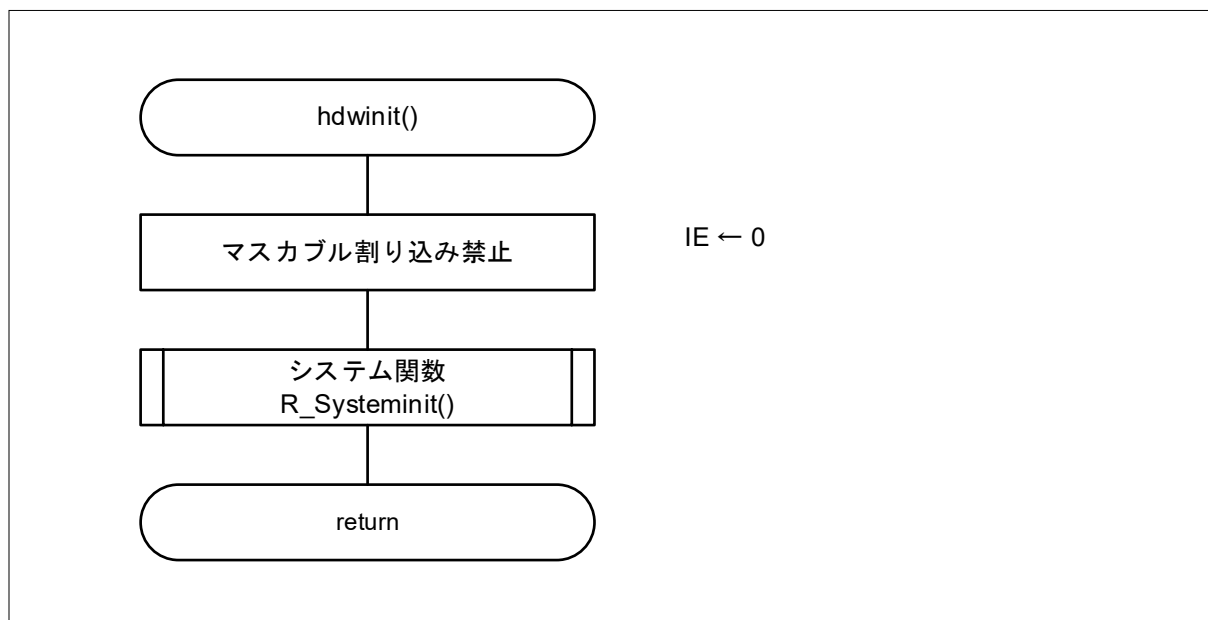 hdwinit()
マスカブル割り込み禁止
IE ← 0
システム関数
R_Systeminit()
return